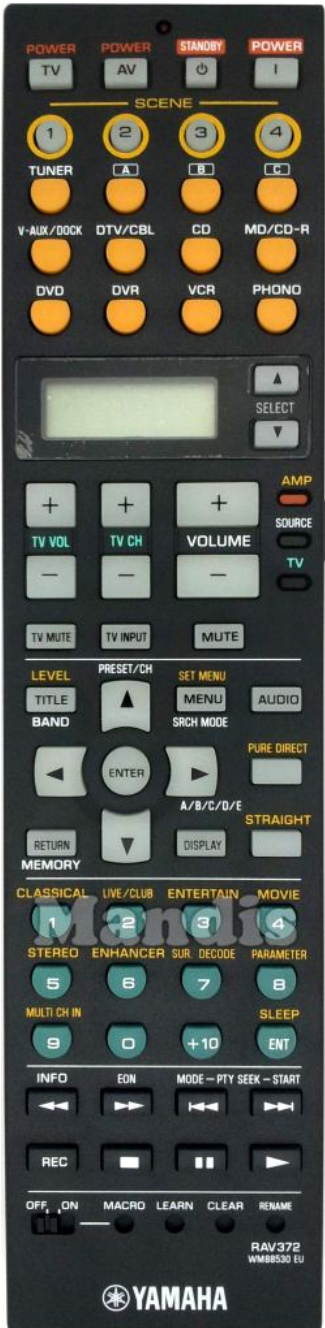 POWER POWER STANDBY POWER
TV AV I
SCENE
1 2 3 4
TUNER A B C
V-AUX/DOCK DTV/CBL CD MD/CD-R
DVD DVR VCR PHONO
SELECT
AMP
+ + +
SOURCE
TV VOL TV CH VOLUME
TV
- - -
TV MUTE TV INPUT MUTE
LEVEL PRESET/CH SET MENU
TITLE MENU AUDIO
BAND SRCH MODE
PURE DIRECT
ENTER
A/B/C/D/E
STRAIGHT
RETURN DISPLAY
MEMORY
CLASSICAL LIVE/CLUB ENTERTAIN MOVIE
1 2 3 4
Mandis
STEREO ENHANCER SUR. DECODE PARAMETER
5 6 7 8
MULTI CH IN SLEEP
9 0 +10 ENT
INFO EON MODE – PTY SEEK – START
REC
OFF ON MACRO LEARN CLEAR RENAME
RAV372
WM88530 EU
YAMAHA